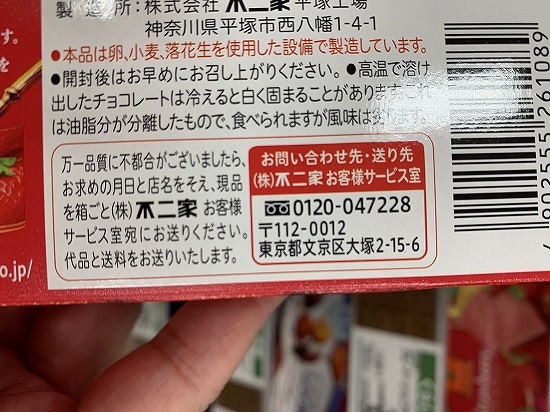 製造所：株式会社 不二家 平塚工場
神奈川県平塚市西八幡1-4-1
●本品は卵、小麦、落花生を使用した設備で製造しています。
●開封後はお早めにお召し上がりください。●高温で溶け
出したチョコレートは冷えると白く固まることがあります。これ
は油脂分が分離したもので、食べられますが風味は劣ります。
万一品質に不都合がございましたら、
お求めの月日と店名をそえ、現品
を箱ごと(株)不二家 お客様
サービス室宛にお送りください。
代品と送料をお送りいたします。
お問い合わせ先・送り先
(株)不二家お客様サービス室
0120-047228
〒112-0012
東京都文京区大塚2-15-6
4 902555 261089
す。
を
o.jp/